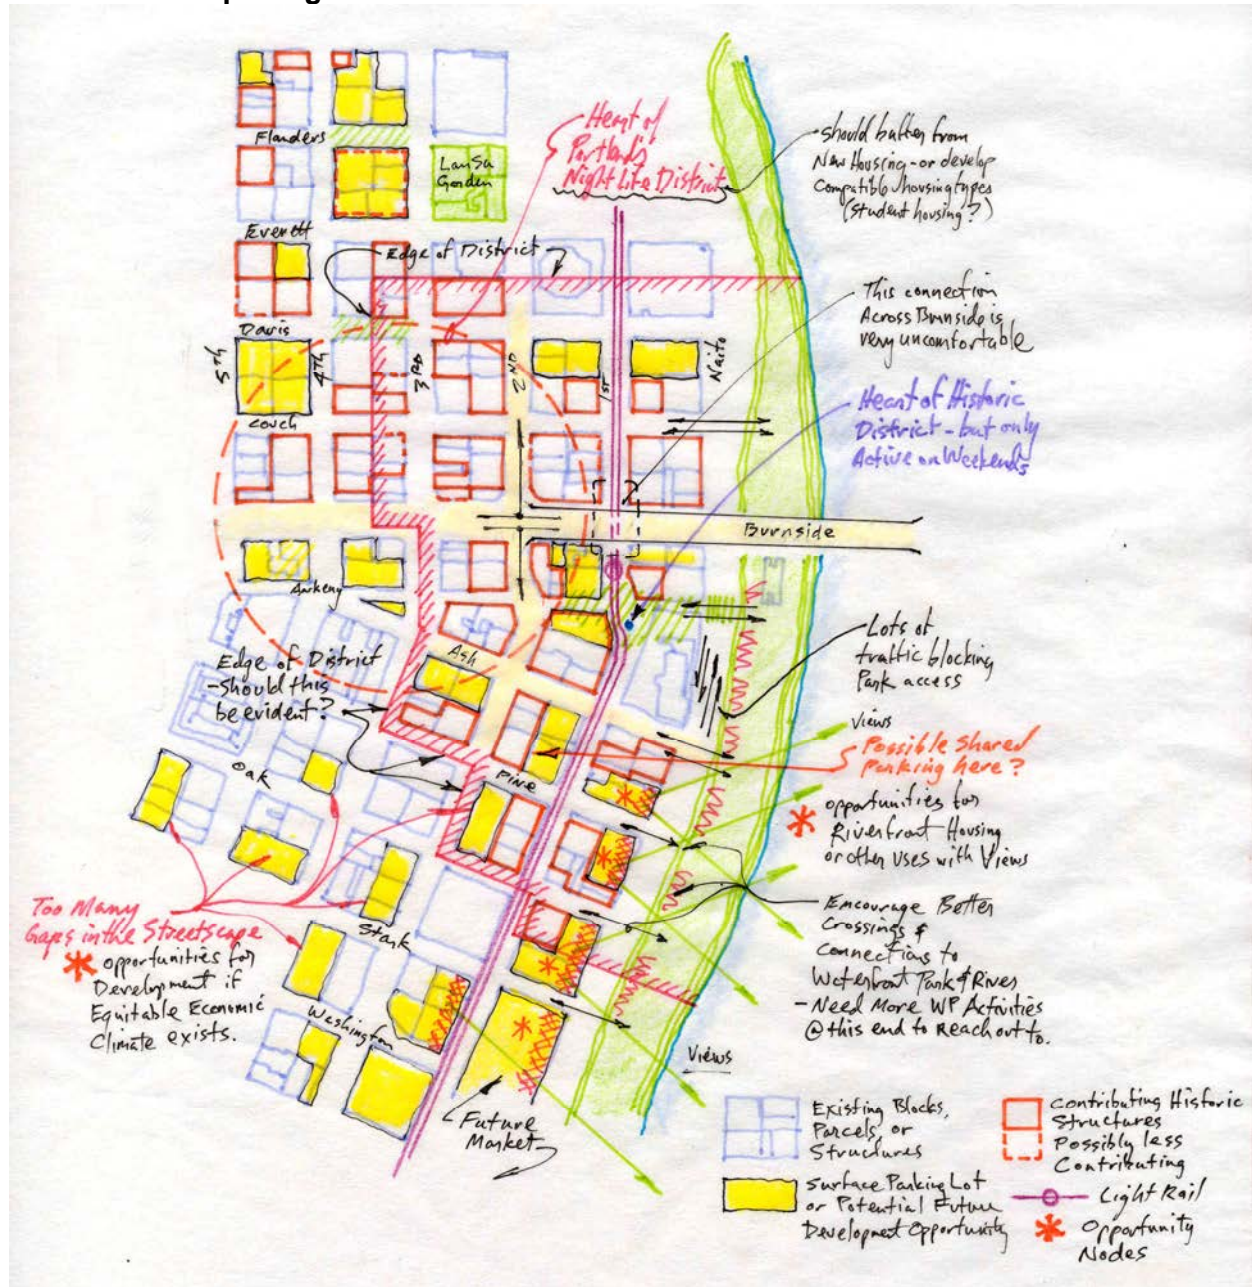 Flanders
LanSu
Garden
Everett
Heart of
Portland's
Night Life District
should buffer from
New Housing - or develop
Compatible housing types
(student housing?)
Edge of District
This connection
Across Burnside is
very uncomfortable
Davis
5th
4th
3RD
2ND
1ST
Naito
Couch
Heart of Historic
District - but only
Active on Weekends
Burnside
Ankeny
Ash
Edge of District
- Should this
be evident?
Lots of
traffic blocking
Park access
Views
Possible Shared
Parking here?
Oak
Pine
opportunities for
Riverfront Housing
or other Uses with Views
Too Many
Gaps in the Streetscape
opportunities for
Development if
Equitable Economic
Climate exists.
Stark
Washington
Encourage Better
Crossings &
Connections to
Waterfront Park & Rivers
- Need More WP Activities
@ this end to Reach out to.
Views
Future
Market
Existing Blocks,
Parcels, or
Structures
Surface Parking Lot
or Potential Future
Development Opportunity
Contributing Historic
Structures
Possibly less
Contributing
Light Rail
Opportunity
Nodes